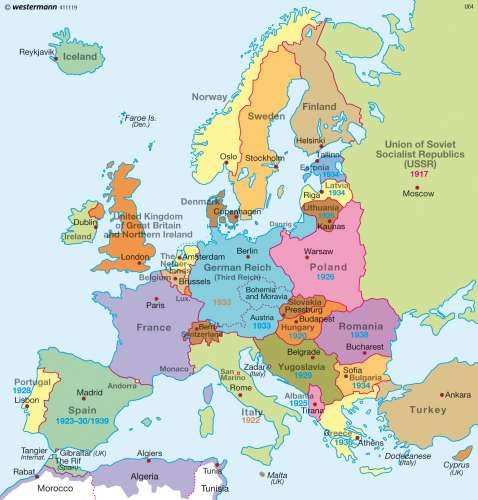 © westermann 411119
USA
Reykjavik
Iceland
Faroe Is.
(Den.)
Norway
Sweden
Finland
Helsinki
Oslo
Stockholm
Tallinn
Estonia
1934
Riga
Latvia
1934
Lithuania
1926
Kaunas
Union of Soviet
Socialist Republics
(USSR)
1917
Moscow
Denmark
Copenhagen
Danzig
United Kingdom
of Great Britain
and Northern Ireland
Dublin
Ireland
London
The Nether-
lands
Amsterdam
Belgium
Brussels
Lux.
Berlin
German Reich
(Third Reich)
1933
Bohemia
and Moravia
Austria
1933
Warsaw
Poland
1926
Slovakia
Pressburg
Budapest
Hungary
1920
Romania
1938
Bucharest
Paris
France
Bern
Switzerland
Monaco
Andorra
San
Marino
Zadar
(Italy)
Rome
Italy 1922
Belgrade
Yugoslavia
1929
Sofia
Bulgaria
1934
Albania
1925
Tirana
Greece
Athens
Dodecanese
(Italy)
Ankara
Turkey
Cyprus
(UK)
Portugal
1928
Lisbon
Madrid
Spain
1923–30/1939
Tangier
(Internat.)
Gibraltar (UK)
The Rif
(Spain)
Rabat
Morocco
Algiers
Algeria
Tunis
Tunisia
Malta
(UK)